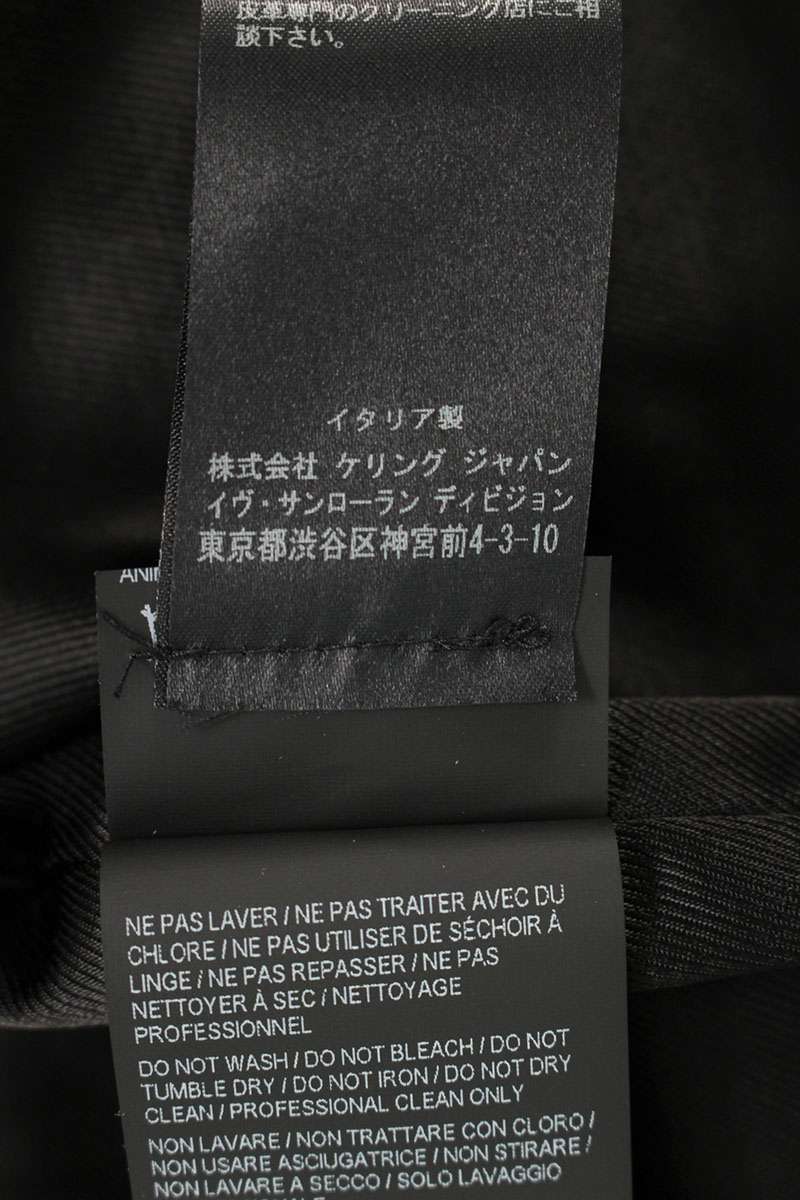 皮革専門のクリーニング店にご相
談下さい。
イタリア製
株式会社 ケリング ジャパン
イヴ・サンローラン ディビジョン
東京都渋谷区神宮前4-3-10
NE PAS LAVER / NE PAS TRAITER AVEC DU
CHLORE / NE PAS UTILISER DE SÉCHOIR À
LINGE / NE PAS REPASSER / NE PAS
NETTOYER À SEC / NETTOYAGE
PROFESSIONNEL
DO NOT WASH / DO NOT BLEACH / DO NOT
TUMBLE DRY / DO NOT IRON / DO NOT DRY
CLEAN / PROFESSIONAL CLEAN ONLY
NON LAVARE / NON TRATTARE CON CLORO /
NON USARE ASCIUGATRICE / NON STIRARE /
NON LAVARE A SECCO / SOLO LAVAGGIO